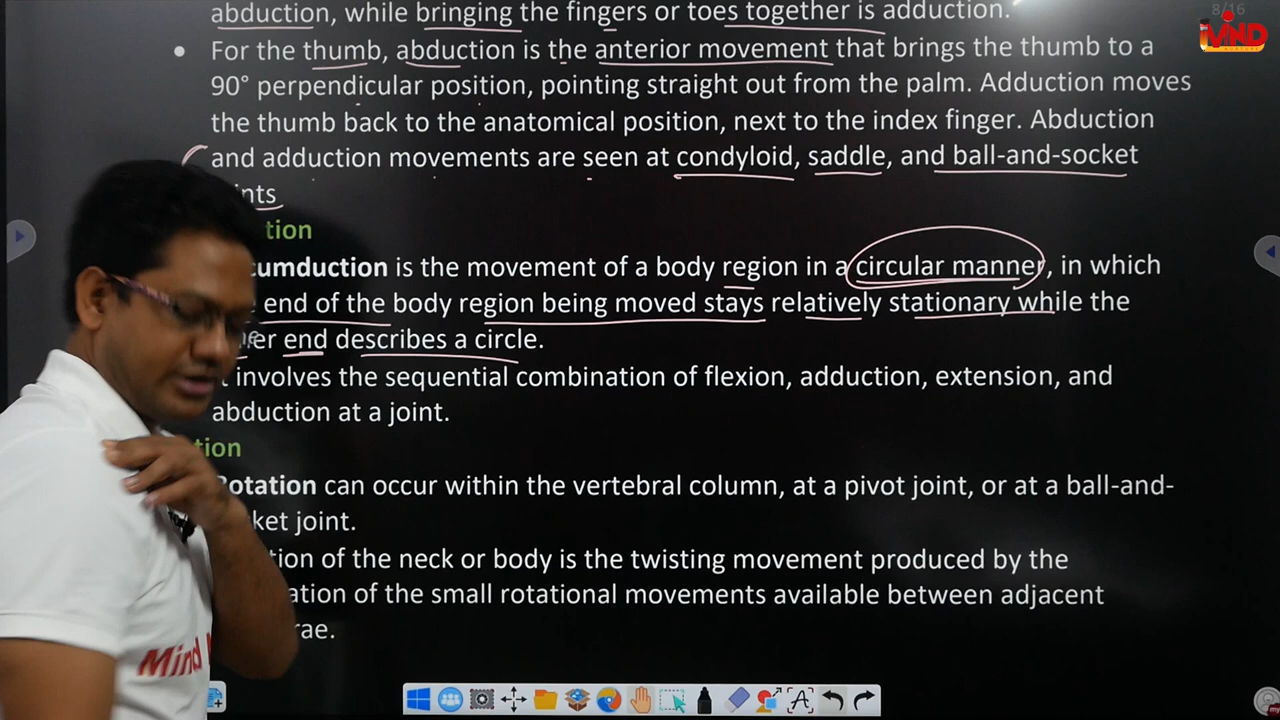 abduction, while bringing the fingers or toes together is adduction.
8/16
MIND
• For the thumb, abduction is the anterior movement that brings the thumb to a
90° perpendicular position, pointing straight out from the palm. Adduction moves
the thumb back to the anatomical position, next to the index finger. Abduction
and adduction movements are seen at condyloid, saddle, and ball-and-socket
nts
tion
cumduction is the movement of a body region in a circular manner, in which
end of the body region being moved stays relatively stationary while the
er end describes a circle.
t involves the sequential combination of flexion, adduction, extension, and
abduction at a joint.
tion
Rotation can occur within the vertebral column, at a pivot joint, or at a ball-and-
ket joint.
tion of the neck or body is the twisting movement produced by the
ation of the small rotational movements available between adjacent
rae.
Mind